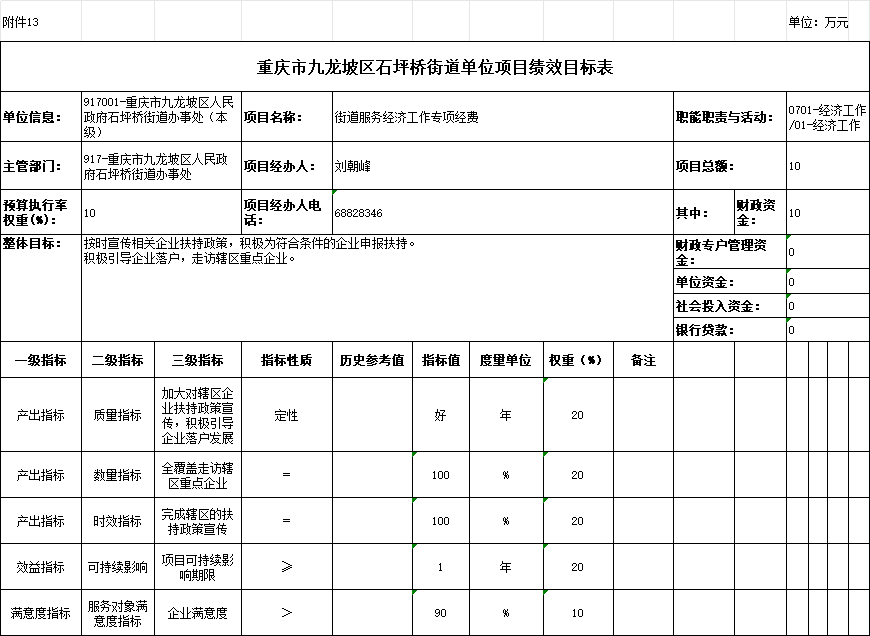 附件13
单位：万元
重庆市九龙坡区石坪桥街道单位项目绩效目标表
单位信息：
917001-重庆市九龙坡区人民
政府石坪桥街道办事处（本
级）
项目名称：
街道服务经济工作专项经费
职能职责与活动：
0701-经济工作
/01-经济工作
主管部门：
917-重庆市九龙坡区人民政
府石坪桥街道办事处
项目经办人：
刘朝峰
项目总额：
10
预算执行率
权重(%)：
10
项目经办人电
话：
68828346
其中：
财政资
金：
10
整体目标：
按时宣传相关企业扶持政策，积极为符合条件的企业申报扶持。
积极引导企业落户，走访辖区重点企业。
财政专户管理资
金：
0
单位资金：
0
社会投入资金：
0
银行贷款：
0
一级指标 二级指标 三级指标 指标性质 历史参考值 指标值 度量单位 权重（%） 备注
产出指标
质量指标
加大对辖区企
业扶持政策宣
传，积极引导
企业落户发展
定性
好
年
20
产出指标
数量指标
全覆盖走访辖
区重点企业
＝
100
%
20
产出指标
时效指标
完成辖区的扶
持政策宣传
＝
100
%
20
效益指标
可持续影响
项目可持续影
响期限
≥
1
年
20
满意度指标
服务对象满
意度指标
企业满意度
＞
90
%
10